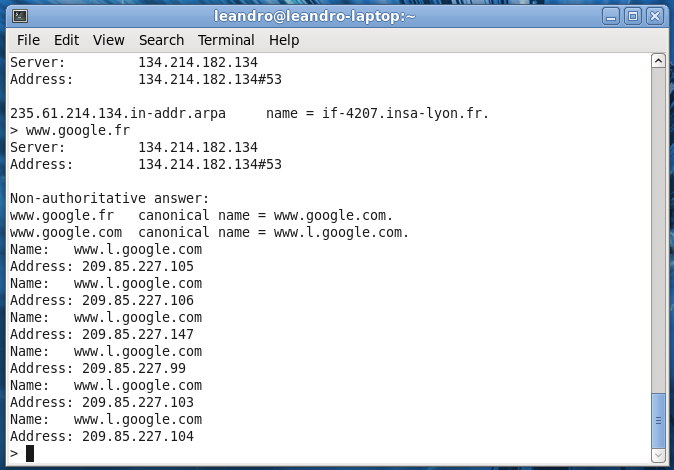 leandro@leandro-laptop:~
File Edit View Search Terminal Help
Server:         134.214.182.134
Address:        134.214.182.134#53

235.61.214.134.in-addr.arpa     name = if-4207.insa-lyon.fr.
> www.google.fr
Server:         134.214.182.134
Address:        134.214.182.134#53

Non-authoritative answer:
www.google.fr   canonical name = www.google.com.
www.google.com  canonical name = www.l.google.com.
Name:   www.l.google.com
Address: 209.85.227.105
Name:   www.l.google.com
Address: 209.85.227.106
Name:   www.l.google.com
Address: 209.85.227.147
Name:   www.l.google.com
Address: 209.85.227.99
Name:   www.l.google.com
Address: 209.85.227.103
Name:   www.l.google.com
Address: 209.85.227.104
>